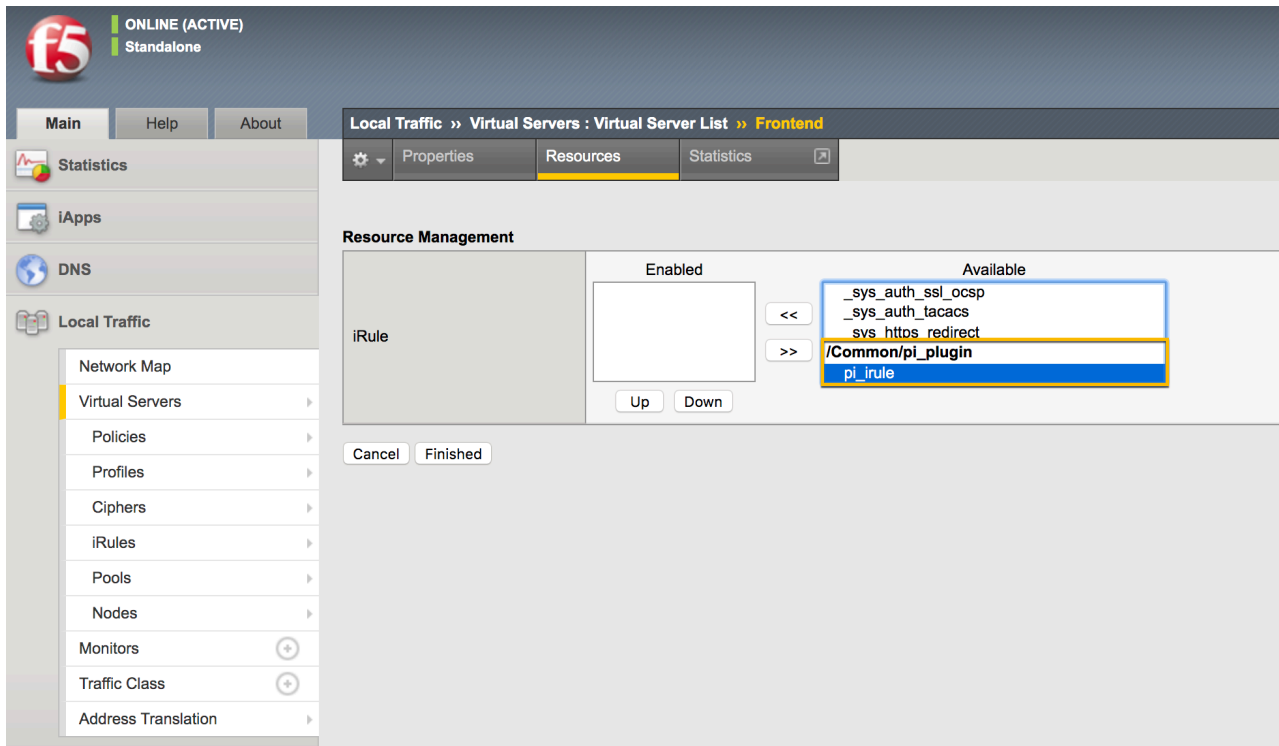 f5
ONLINE (ACTIVE)
Standalone
Main Help About
Local Traffic ›› Virtual Servers : Virtual Server List ›› Frontend
Properties Resources Statistics
Statistics
iApps
DNS
Local Traffic
Network Map
Virtual Servers
Policies
Profiles
Ciphers
iRules
Pools
Nodes
Monitors
Traffic Class
Address Translation
Resource Management
iRule
Enabled
Available
<<
>>
_sys_auth_ssl_ocsp
_sys_auth_tacacs
_sys_https_redirect
/Common/pi_plugin
pi_irule
Up Down
Cancel Finished